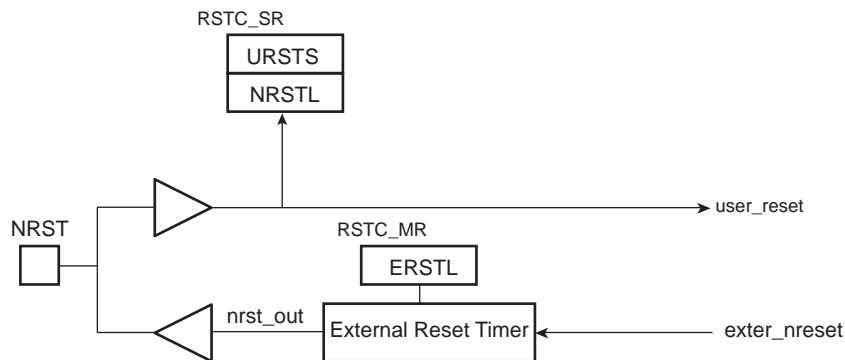 RSTC_SR
URSTS
NRSTL
user_reset
NRST
RSTC_MR
ERSTL
nrst_out
External Reset Timer
exter_nreset